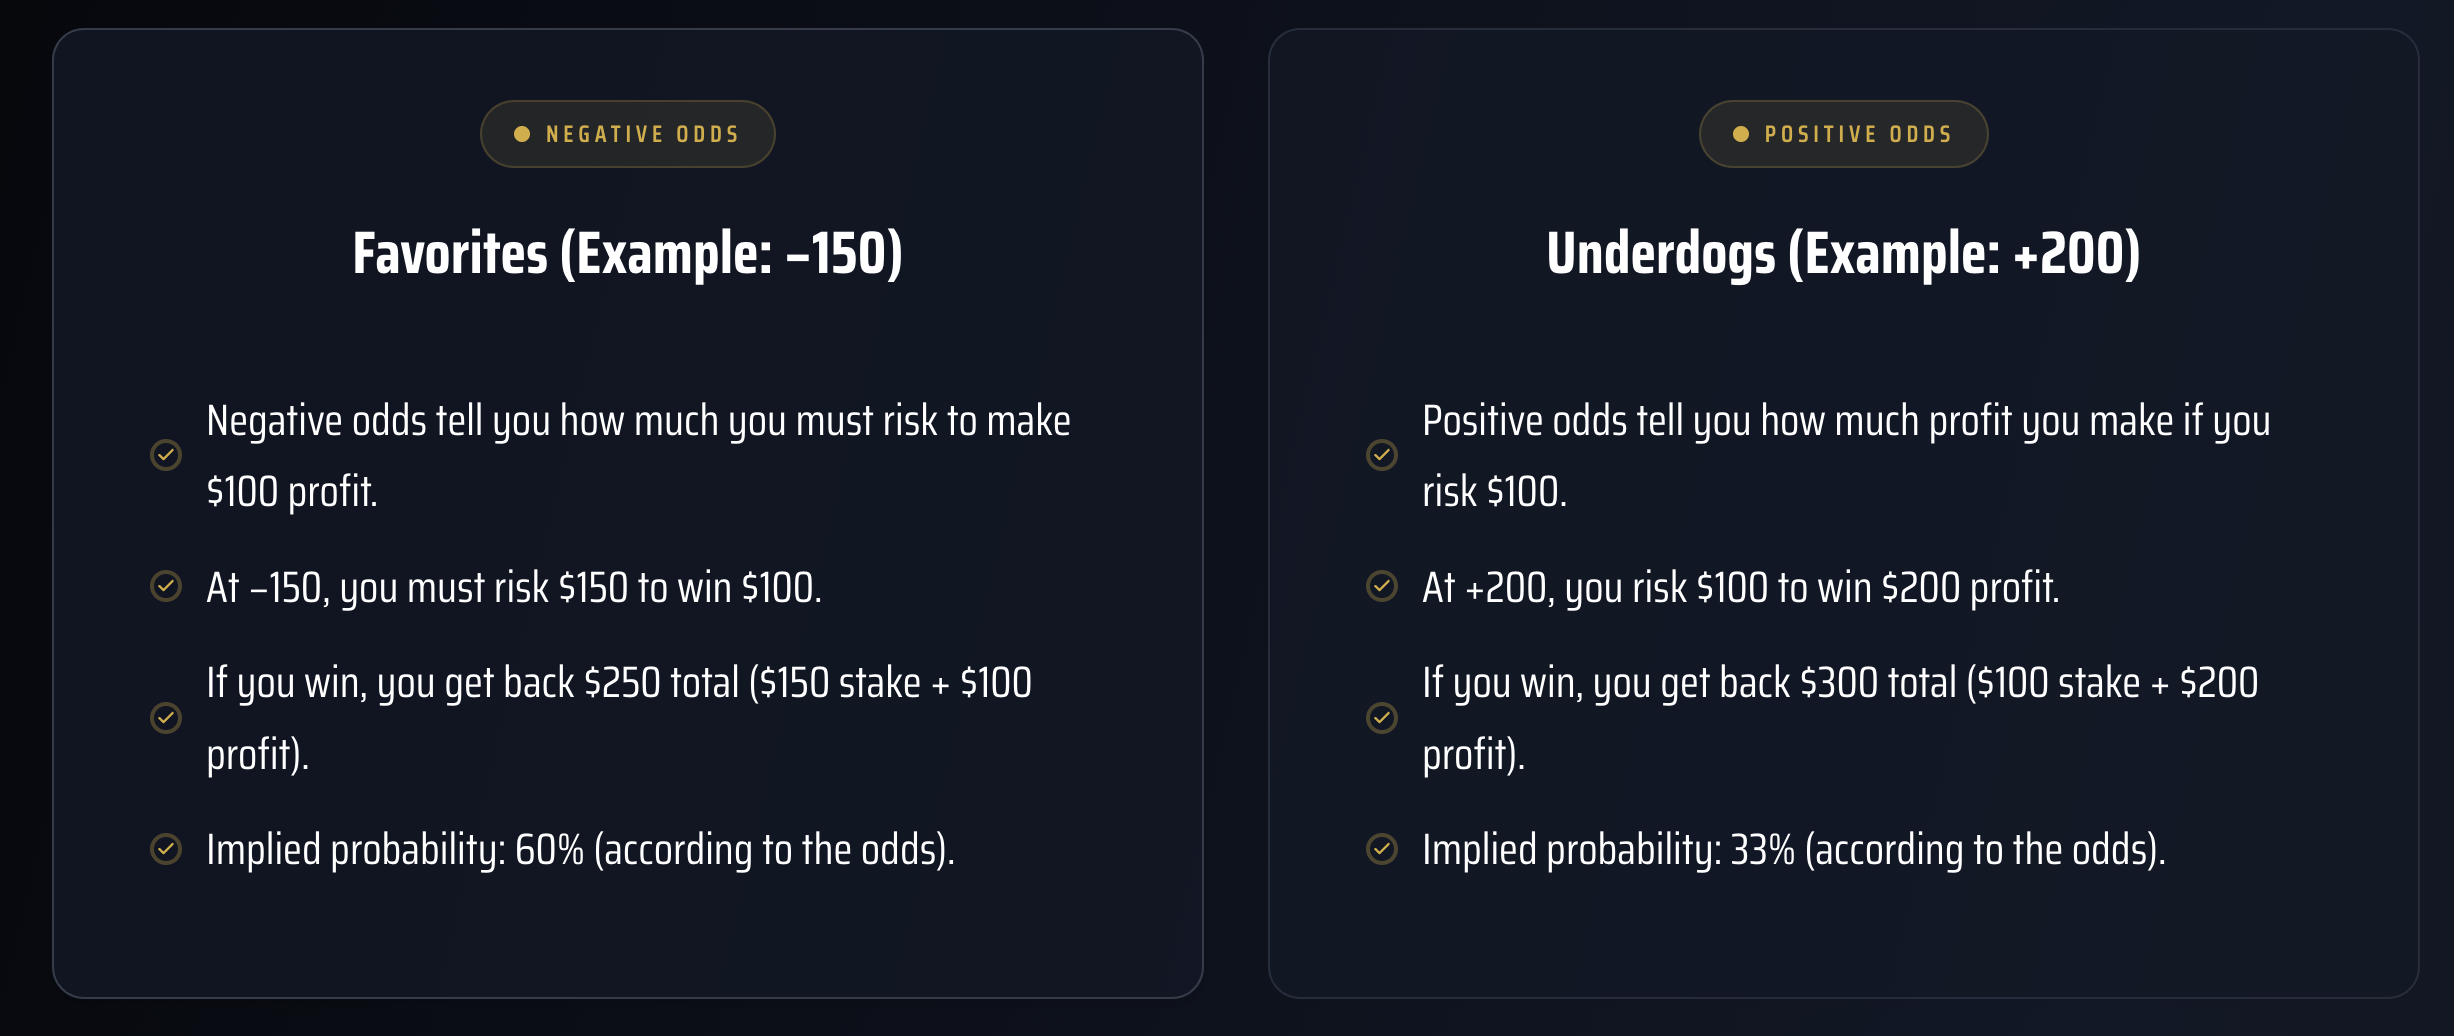 NEGATIVE ODDS
Favorites (Example: –150)
Negative odds tell you how much you must risk to make
$100 profit.
At –150, you must risk $150 to win $100.
If you win, you get back $250 total ($150 stake + $100
profit).
Implied probability: 60% (according to the odds).
POSITIVE ODDS
Underdogs (Example: +200)
Positive odds tell you how much profit you make if you
risk $100.
At +200, you risk $100 to win $200 profit.
If you win, you get back $300 total ($100 stake + $200
profit).
Implied probability: 33% (according to the odds).